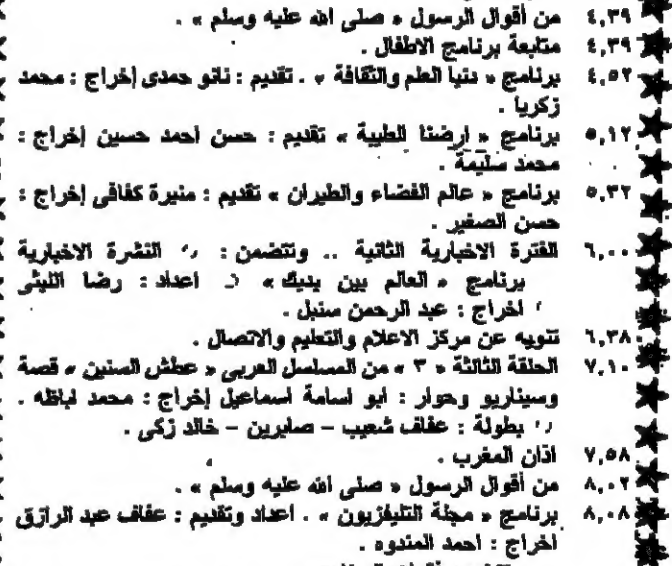 ٤,٣٩ من أقوال الرسول « صلى الله عليه وسلم » .
٤,٣٩ متابعة برنامج الاطفال .
٤,٥٢ برنامج « دنيا العلم والثقافة » . تقديم : نانو حمدى إخراج : محمد
زكريا .
٥,١٢ برنامج « ارضنا الطيبة » تقديم : حسن احمد حسين إخراج :
محمد سليمة .
٥,٣٢ برنامج « عالم الفضاء والطيران » تقديم : منيرة كفافى إخراج :
حسن الصغير .
٦,٠٠ الفترة الاخبارية الثانية .. وتتضمن : النشرة الاخبارية
برنامج « العالم بين يديك » اعداد : رضا الليثى
اخراج : عبد الرحمن سنبل .
٦,٣٨ تنويه عن مركز الاعلام والتعليم والاتصال .
٧,١٠ الحلقة الثالثة « ٣ » من المسلسل العربى « عطش السنين » قصة
وسيناريو وحوار : ابو اسامة اسماعيل إخراج : محمد اباظه .
بطولة : عفاف شعيب – صابرين – خالد زكى .
٧,٥٨ اذان المغرب .
٨,٠٢ من أقوال الرسول « صلى الله عليه وسلم » .
٨,٠٨ برنامج « مجلة التليفزيون » . اعداد وتقديم : عفاف عبد الرازق
اخراج : احمد المندوه .